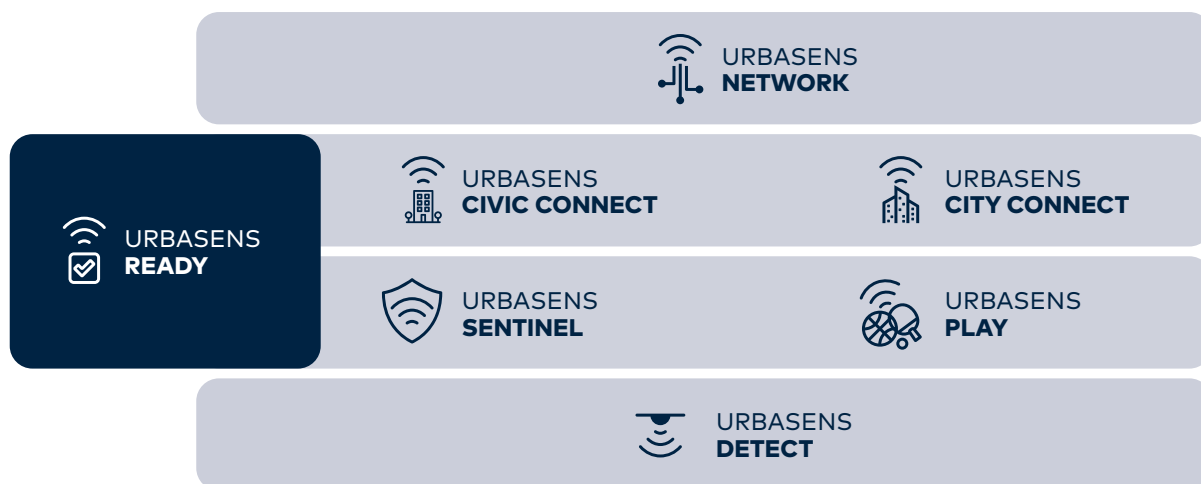 URBASENS
NETWORK
URBASENS
READY
URBASENS
CIVIC CONNECT
URBASENS
CITY CONNECT
URBASENS
SENTINEL
URBASENS
PLAY
URBASENS
DETECT